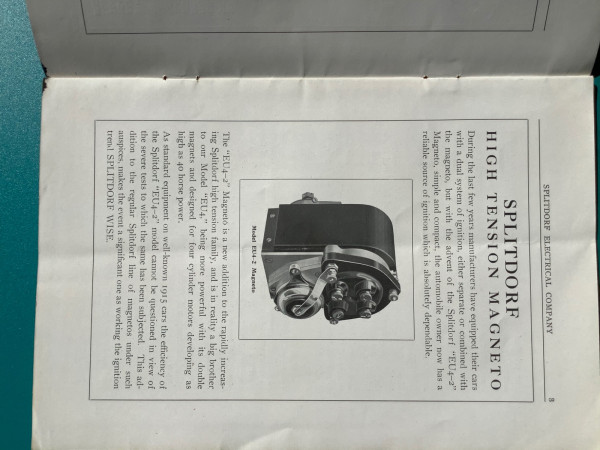 SPLITDORF ELECTRICAL COMPANY 9
SPLITDORF
HIGH TENSION MAGNETO
During the last few years manufacturers have equipped their cars
with a dual system of ignition, either separate or combined with
the magneto, but with the advent of the Splitdorf “EU4-2”
Magneto, simple and compact, the automobile owner now has a
reliable source of ignition which is absolutely dependable.
Model EU4-2 Magneto
The “EU4-2” Magneto is a new addition to the rapidly increas-
ing Splitdorf high tension family, and is in reality a big brother
to our Model “EU4,” being more powerful with its double
magnets and designed for four cylinder motors developing as
high as 40 horse power.
As standard equipment on well-known 1915 cars the efficiency of
the Splitdorf “EU4-2” model cannot be questioned in view of
the severe tests to which the same has been subjected. This ad-
dition to the regular Splitdorf line of magnetos under such
auspices, makes the event a significant one as working the ignition
trend SPLITDORF WISE.